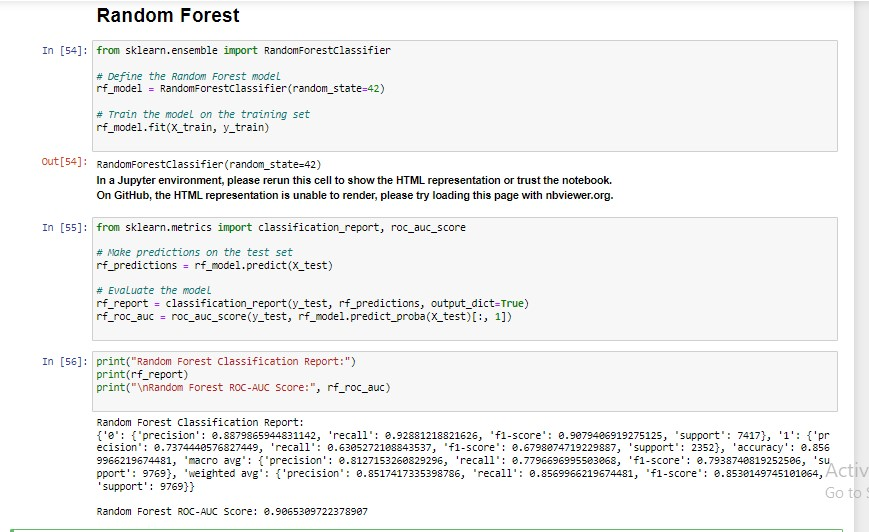 Random Forest
In [54]: from sklearn.ensemble import RandomForestClassifier
# Define the Random Forest model
rf_model = RandomForestClassifier(random_state=42)
# Train the model on the training set
rf_model.fit(X_train, y_train)
Out[54]: RandomForestClassifier(random_state=42)
In a Jupyter environment, please rerun this cell to show the HTML representation or trust the notebook.
On GitHub, the HTML representation is unable to render, please try loading this page with nbviewer.org.
In [55]: from sklearn.metrics import classification_report, roc_auc_score
# Make predictions on the test set
rf_predictions = rf_model.predict(X_test)
# Evaluate the model
rf_report = classification_report(y_test, rf_predictions, output_dict=True)
rf_roc_auc = roc_auc_score(y_test, rf_model.predict_proba(X_test)[:, 1])
In [56]: print("Random Forest Classification Report:")
print(rf_report)
print("\nRandom Forest ROC-AUC Score:", rf_roc_auc)
Random Forest Classification Report:
{'0': {'precision': 0.8879865944831142, 'recall': 0.92881218821626, 'f1-score': 0.9079406919275125, 'support': 7417}, '1': {'pr
ecision': 0.7374440576827449, 'recall': 0.6305272108843537, 'f1-score': 0.6798074719229887, 'support': 2352}, 'accuracy': 0.856
9966219674481, 'macro avg': {'precision': 0.8127153260829296, 'recall': 0.7796696995503068, 'f1-score': 0.7938740819252506, 'su
pport': 9769}, 'weighted avg': {'precision': 0.8517417335398786, 'recall': 0.8569966219674481, 'f1-score': 0.8530149745101064,
'support': 9769}}
Random Forest ROC-AUC Score: 0.9065309722378907
Activ
Go to S